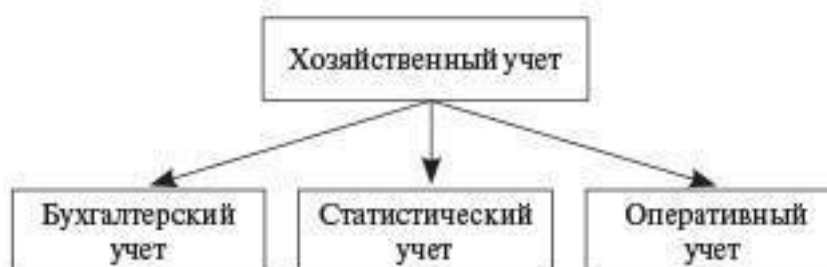 Хозяйственный учет
Бухгалтерский
учет
Статистический
учет
Оперативный
учет